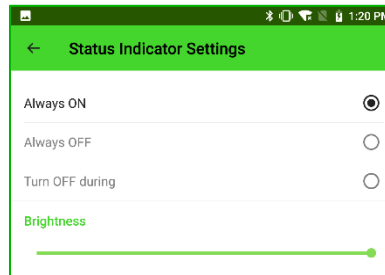 1:20 PM
Status Indicator Settings
Always ON
Always OFF
Turn OFF during
Brightness